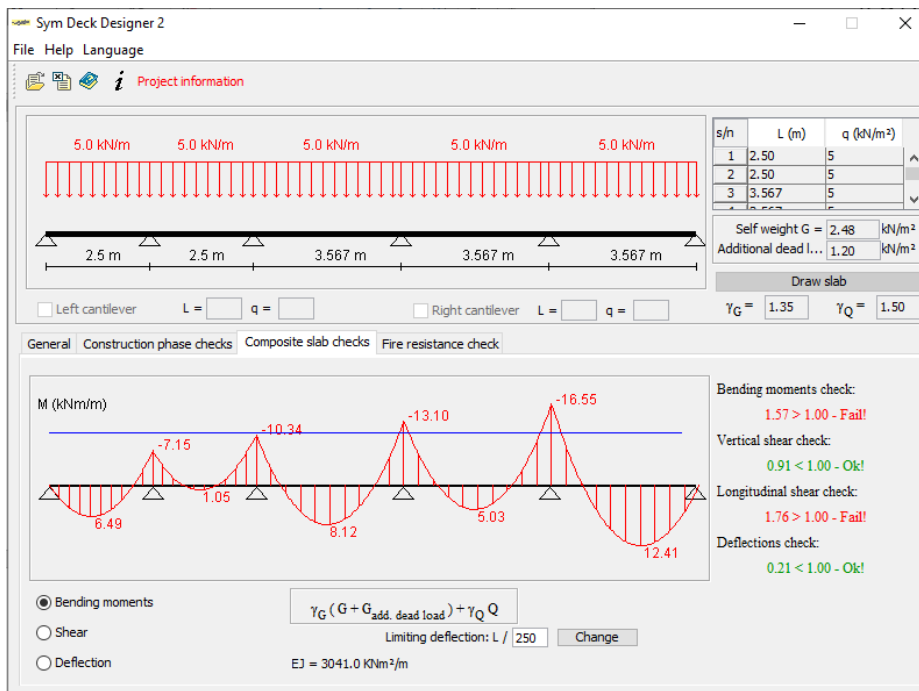 Sym Deck Designer 2
File Help Language
i Project information
5.0 kN/m 5.0 kN/m 5.0 kN/m 5.0 kN/m 5.0 kN/m
2.5 m 2.5 m 3.567 m 3.567 m 3.567 m
s/n L (m) q (kN/m²)
1 2.50 5
2 2.50 5
3 3.567 5
Self weight G = 2.48 kN/m²
Additional dead l... 1.20 kN/m²
Draw slab
Left cantilever L = q = Right cantilever L = q = γG = 1.35 γQ = 1.50
General Construction phase checks Composite slab checks Fire resistance check
M (kNm/m)
-7.15 -10.34 -13.10 -16.55
6.49 1.05 8.12 5.03 12.41
Bending moments check:
1.57 > 1.00 - Fail!
Vertical shear check:
0.91 < 1.00 - Ok!
Longitudinal shear check:
1.76 > 1.00 - Fail!
Deflections check:
0.21 < 1.00 - Ok!
Bending moments
Shear
Deflection
γG ( G + Gadd. dead load ) + γQ Q
Limiting deflection: L / 250 Change
EJ = 3041.0 KNm²/m